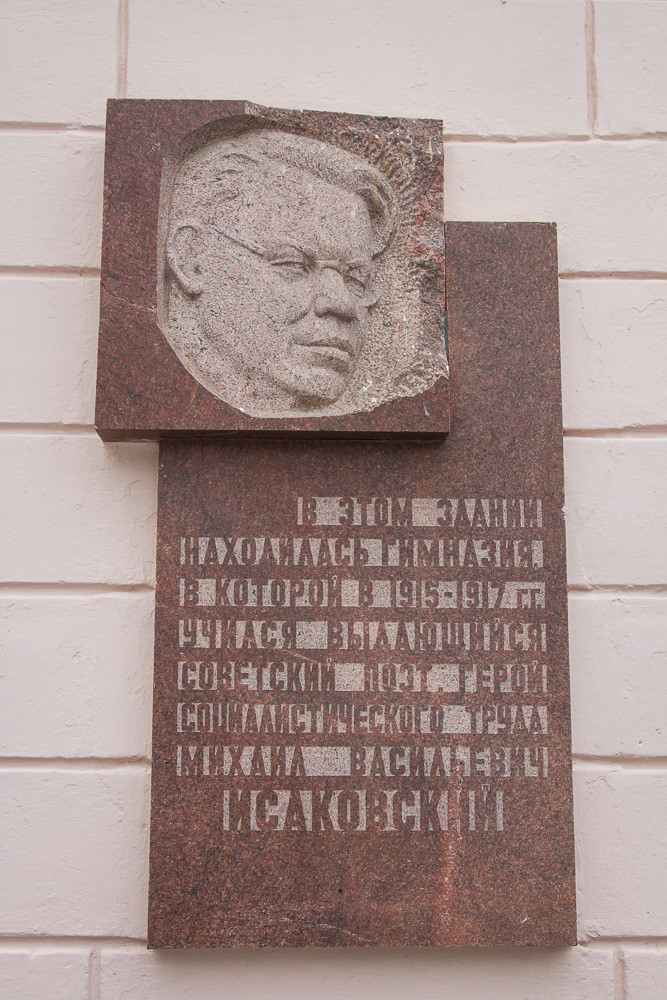 В ЭТОМ ЗДАНИИ
НАХОДИЛАСЬ ГИМНАЗИЯ,
В КОТОРОЙ В 1915-1917 ГГ.
УЧИЛСЯ ВЫДАЮЩИЙСЯ
СОВЕТСКИЙ ПОЭТ, ГЕРОЙ
СОЦИАЛИСТИЧЕСКОГО ТРУДА
МИХАИЛ ВАСИЛЬЕВИЧ
ИСАКОВСКИЙ